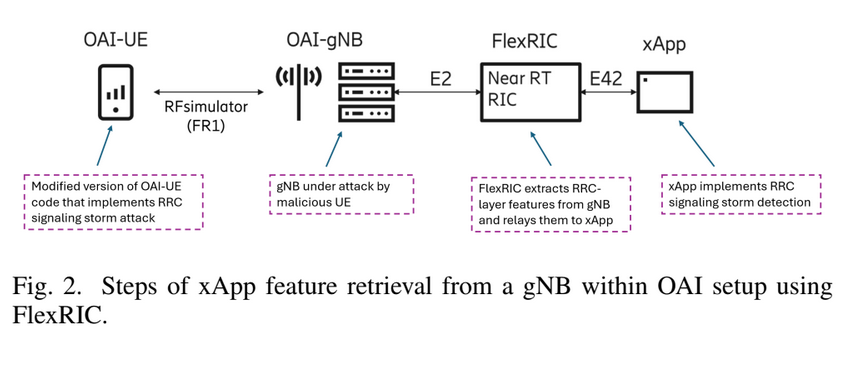 OAI-UE
OAI-gNB
FlexRIC
xApp
RFsimulator
(FR1)
E2
Near RT
RIC
E42
Modified version of OAI-UE
code that implements RRC
signaling storm attack
gNB under attack by
malicious UE
FlexRIC extracts RRC-
layer features from gNB
and relays them to xApp
xApp implements RRC
signaling storm detection
Fig. 2. Steps of xApp feature retrieval from a gNB within OAI setup using
FlexRIC.